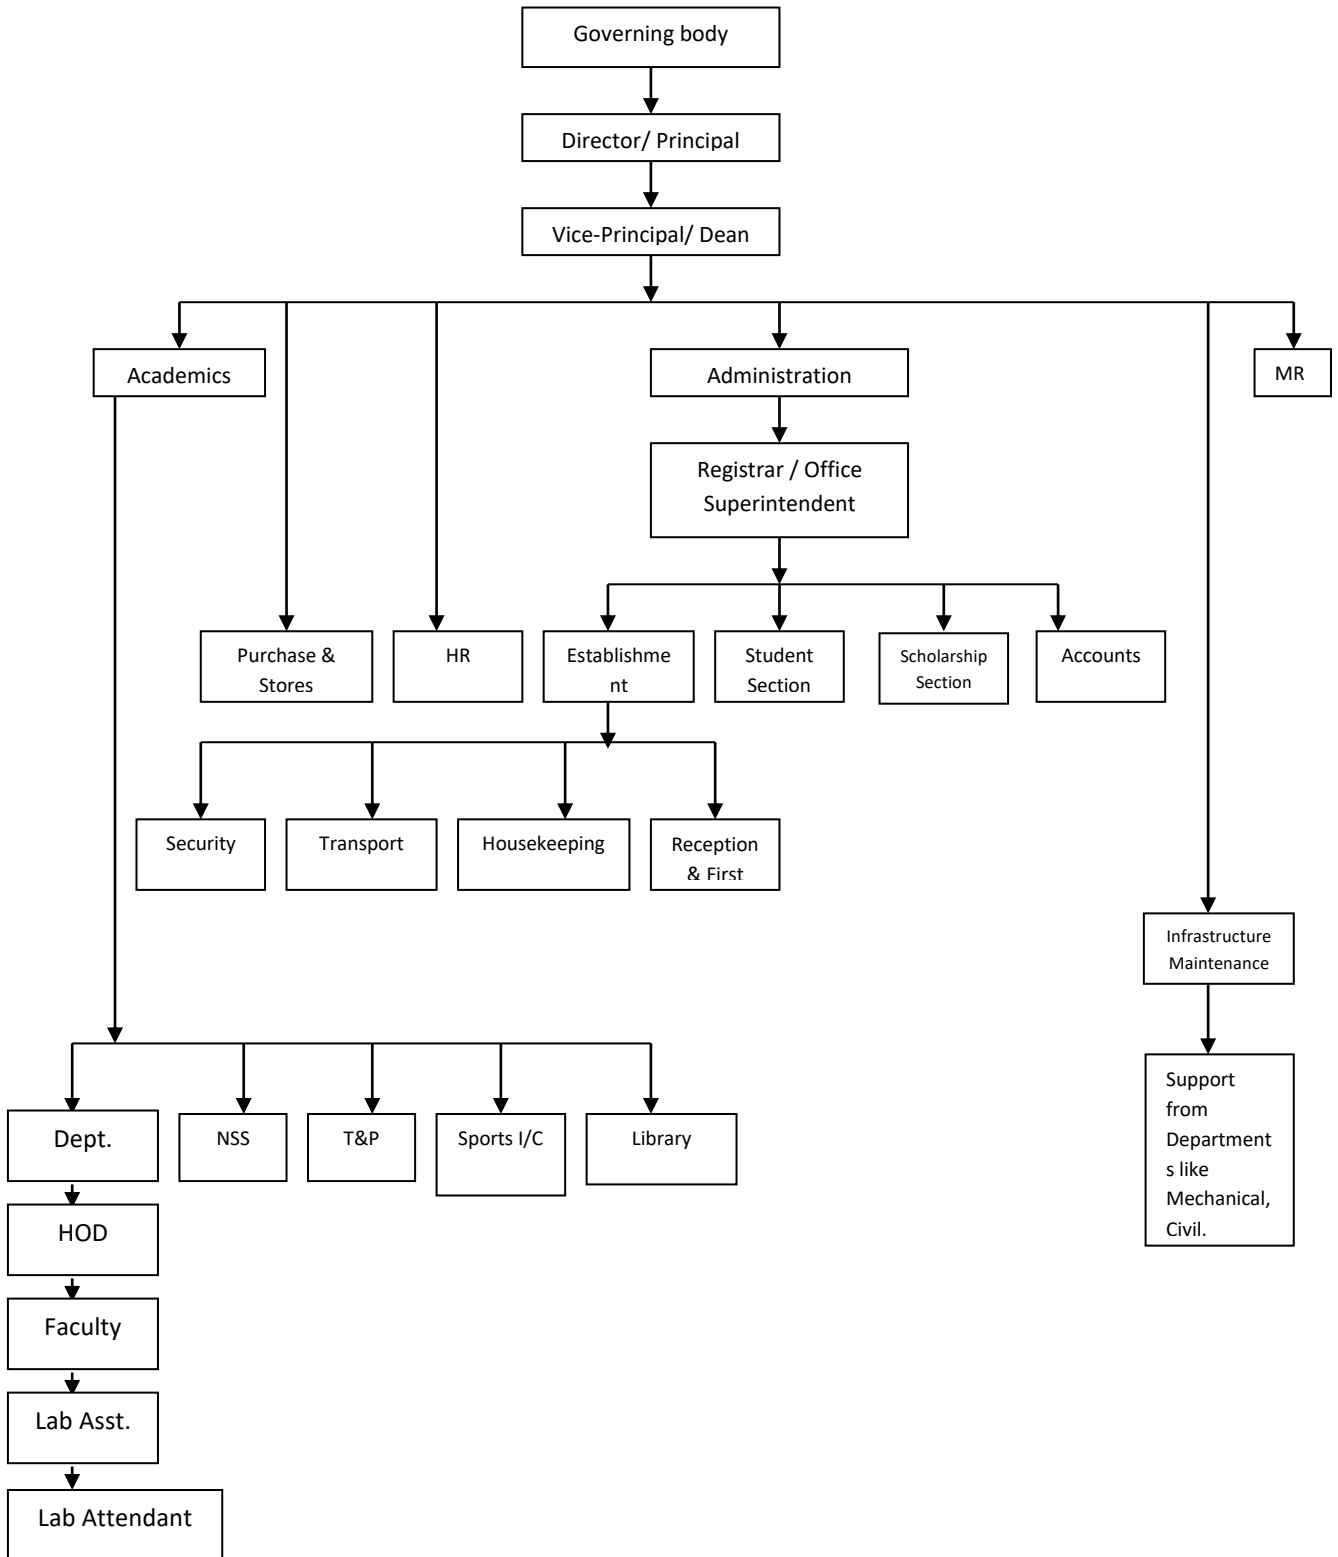 Governing body
Director/ Principal
Vice-Principal/ Dean
Academics
Administration
MR
Registrar / Office
Superintendent
Purchase &
Stores
HR
Establishme
nt
Student
Section
Scholarship
Section
Accounts
Security
Transport
Housekeeping
Reception
& First
Infrastructure
Maintenance
Support
from
Department
s like
Mechanical,
Civil.
Dept.
NSS
T&P
Sports I/C
Library
HOD
Faculty
Lab Asst.
Lab Attendant